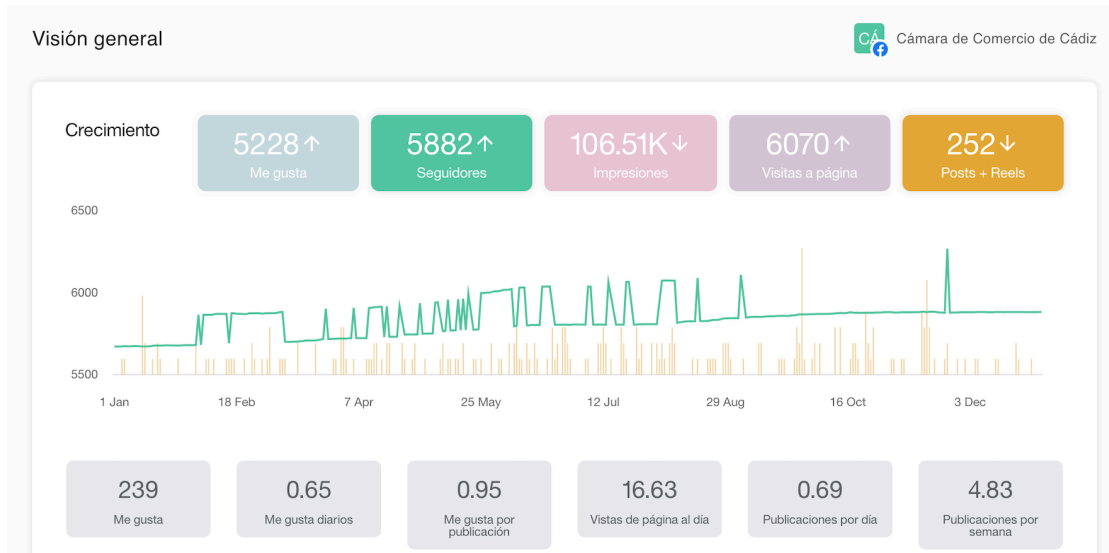 Visión general
CÁ
Cámara de Comercio de Cádiz
Crecimiento
5228↑
Me gusta
5882↑
Seguidores
106.51K↓
Impresiones
6070↑
Visitas a página
252↓
Posts + Reels
6500
6000
5500
1 Jan
18 Feb
7 Apr
25 May
12 Jul
29 Aug
16 Oct
3 Dec
239
Me gusta
0.65
Me gusta diarios
0.95
Me gusta por
publicación
16.63
Vistas de página al día
0.69
Publicaciones por día
4.83
Publicaciones por
semana